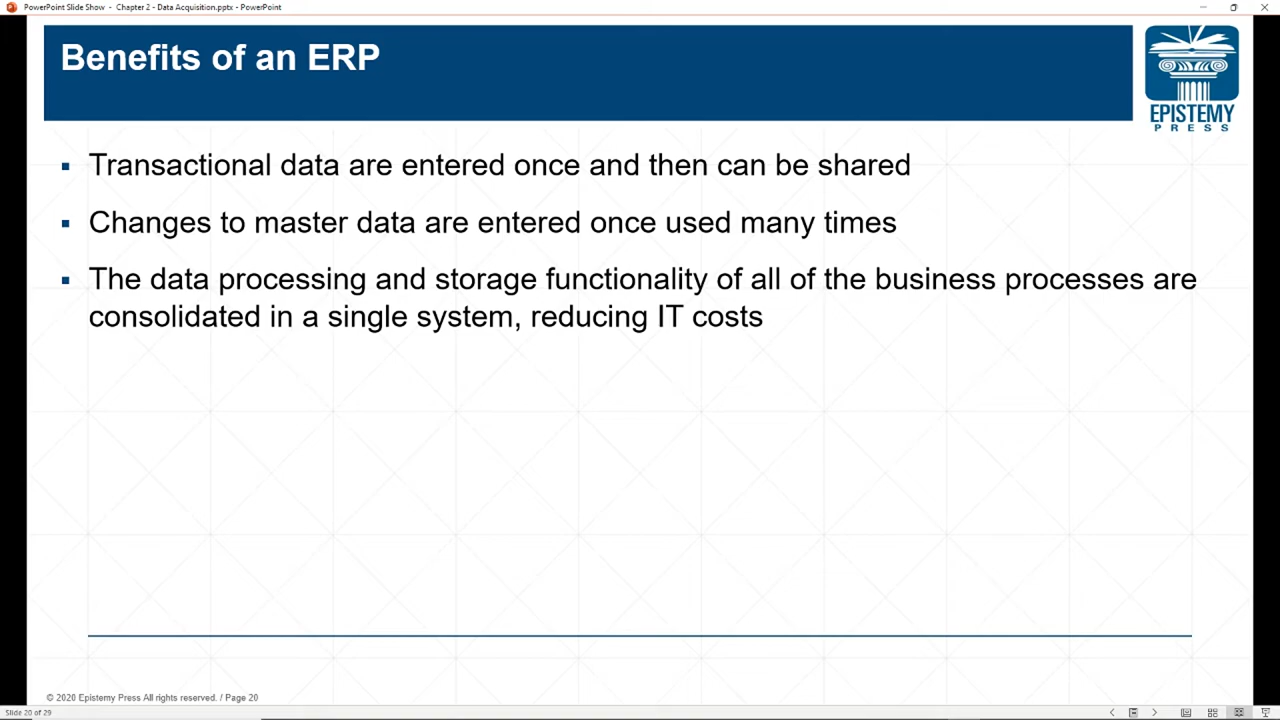 PowerPoint Slide Show - Chapter 2 - Data Acquisition.pptx - PowerPoint
Benefits of an ERP
EPISTEMY
PRESS
▪ Transactional data are entered once and then can be shared
▪ Changes to master data are entered once used many times
▪ The data processing and storage functionality of all of the business processes are
consolidated in a single system, reducing IT costs
© 2020 Epistemy Press All rights reserved. / Page 20
Slide 20 of 29